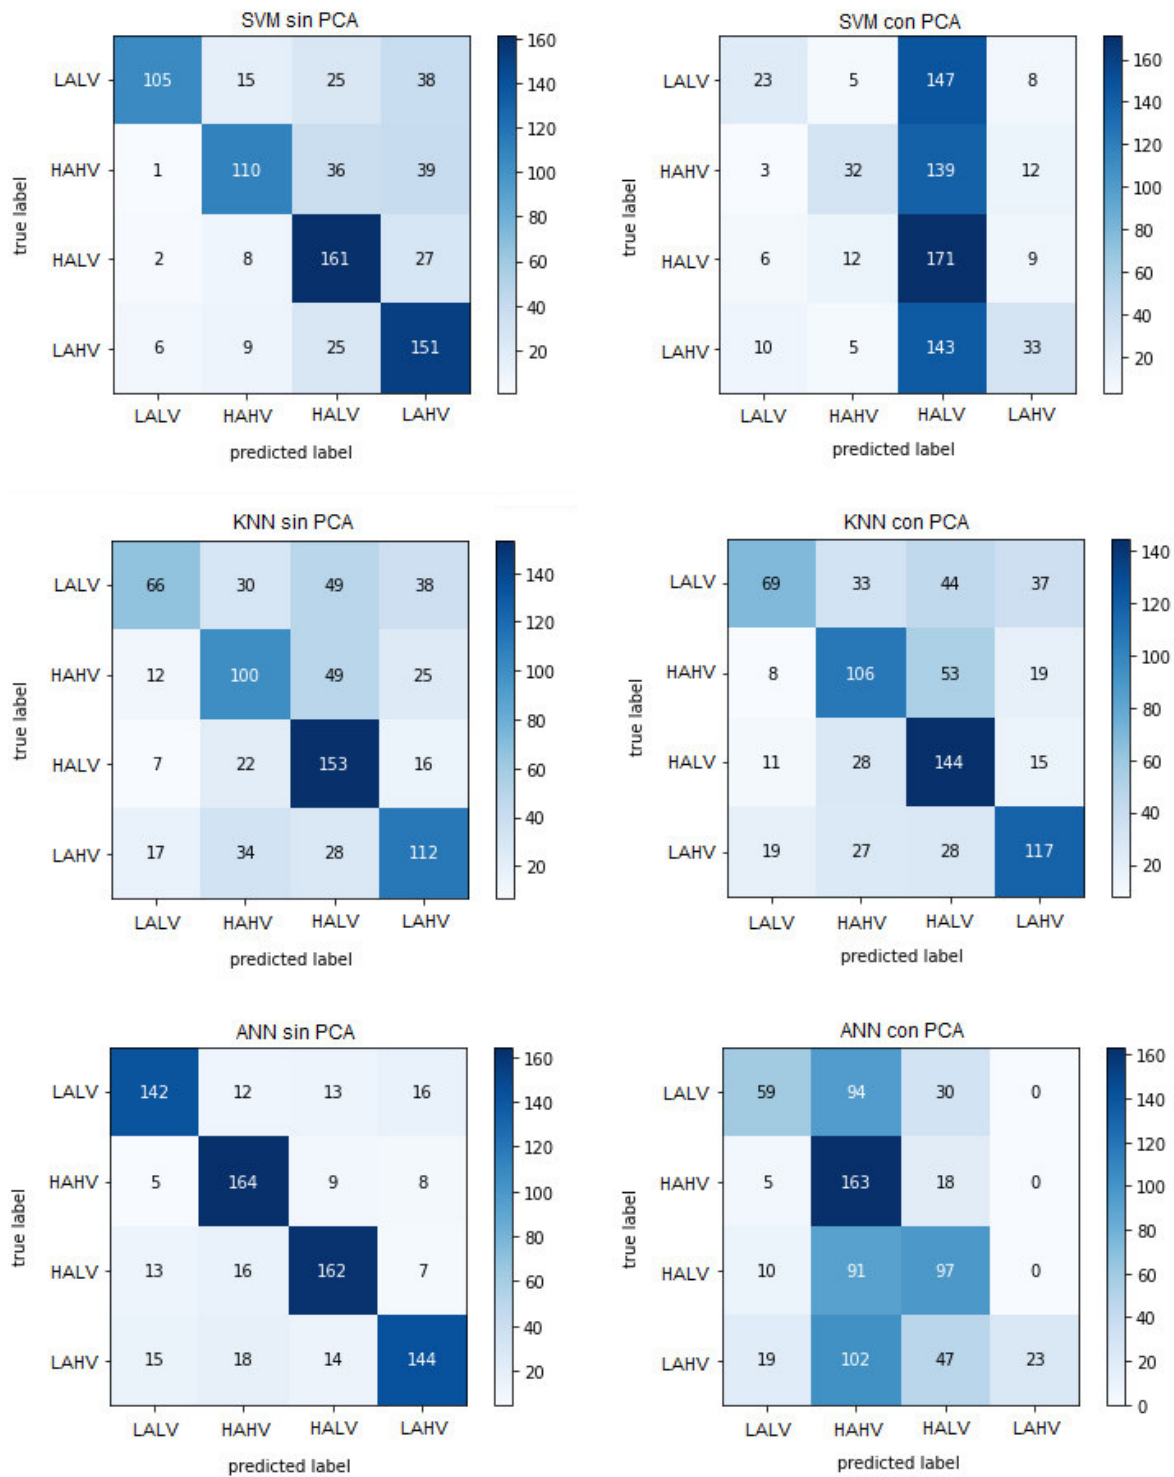 SVM sin PCA
true label
LALV 105 15 25 38
HAHV 1 110 36 39
HALV 2 8 161 27
LAHV 6 9 25 151
LALV HAHV HALV LAHV
predicted label
160
140
120
100
80
60
40
20
SVM con PCA
true label
LALV 23 5 147 8
HAHV 3 32 139 12
HALV 6 12 171 9
LAHV 10 5 143 33
LALV HAHV HALV LAHV
predicted label
160
140
120
100
80
60
40
20
KNN sin PCA
true label
LALV 66 30 49 38
HAHV 12 100 49 25
HALV 7 22 153 16
LAHV 17 34 28 112
LALV HAHV HALV LAHV
predicted label
140
120
100
80
60
40
20
KNN con PCA
true label
LALV 69 33 44 37
HAHV 8 106 53 19
HALV 11 28 144 15
LAHV 19 27 28 117
LALV HAHV HALV LAHV
predicted label
140
120
100
80
60
40
20
ANN sin PCA
true label
LALV 142 12 13 16
HAHV 5 164 9 8
HALV 13 16 162 7
LAHV 15 18 14 144
LALV HAHV HALV LAHV
predicted label
160
140
120
100
80
60
40
20
ANN con PCA
true label
LALV 59 94 30 0
HAHV 5 163 18 0
HALV 10 91 97 0
LAHV 19 102 47 23
LALV HAHV HALV LAHV
predicted label
160
140
120
100
80
60
40
20
0